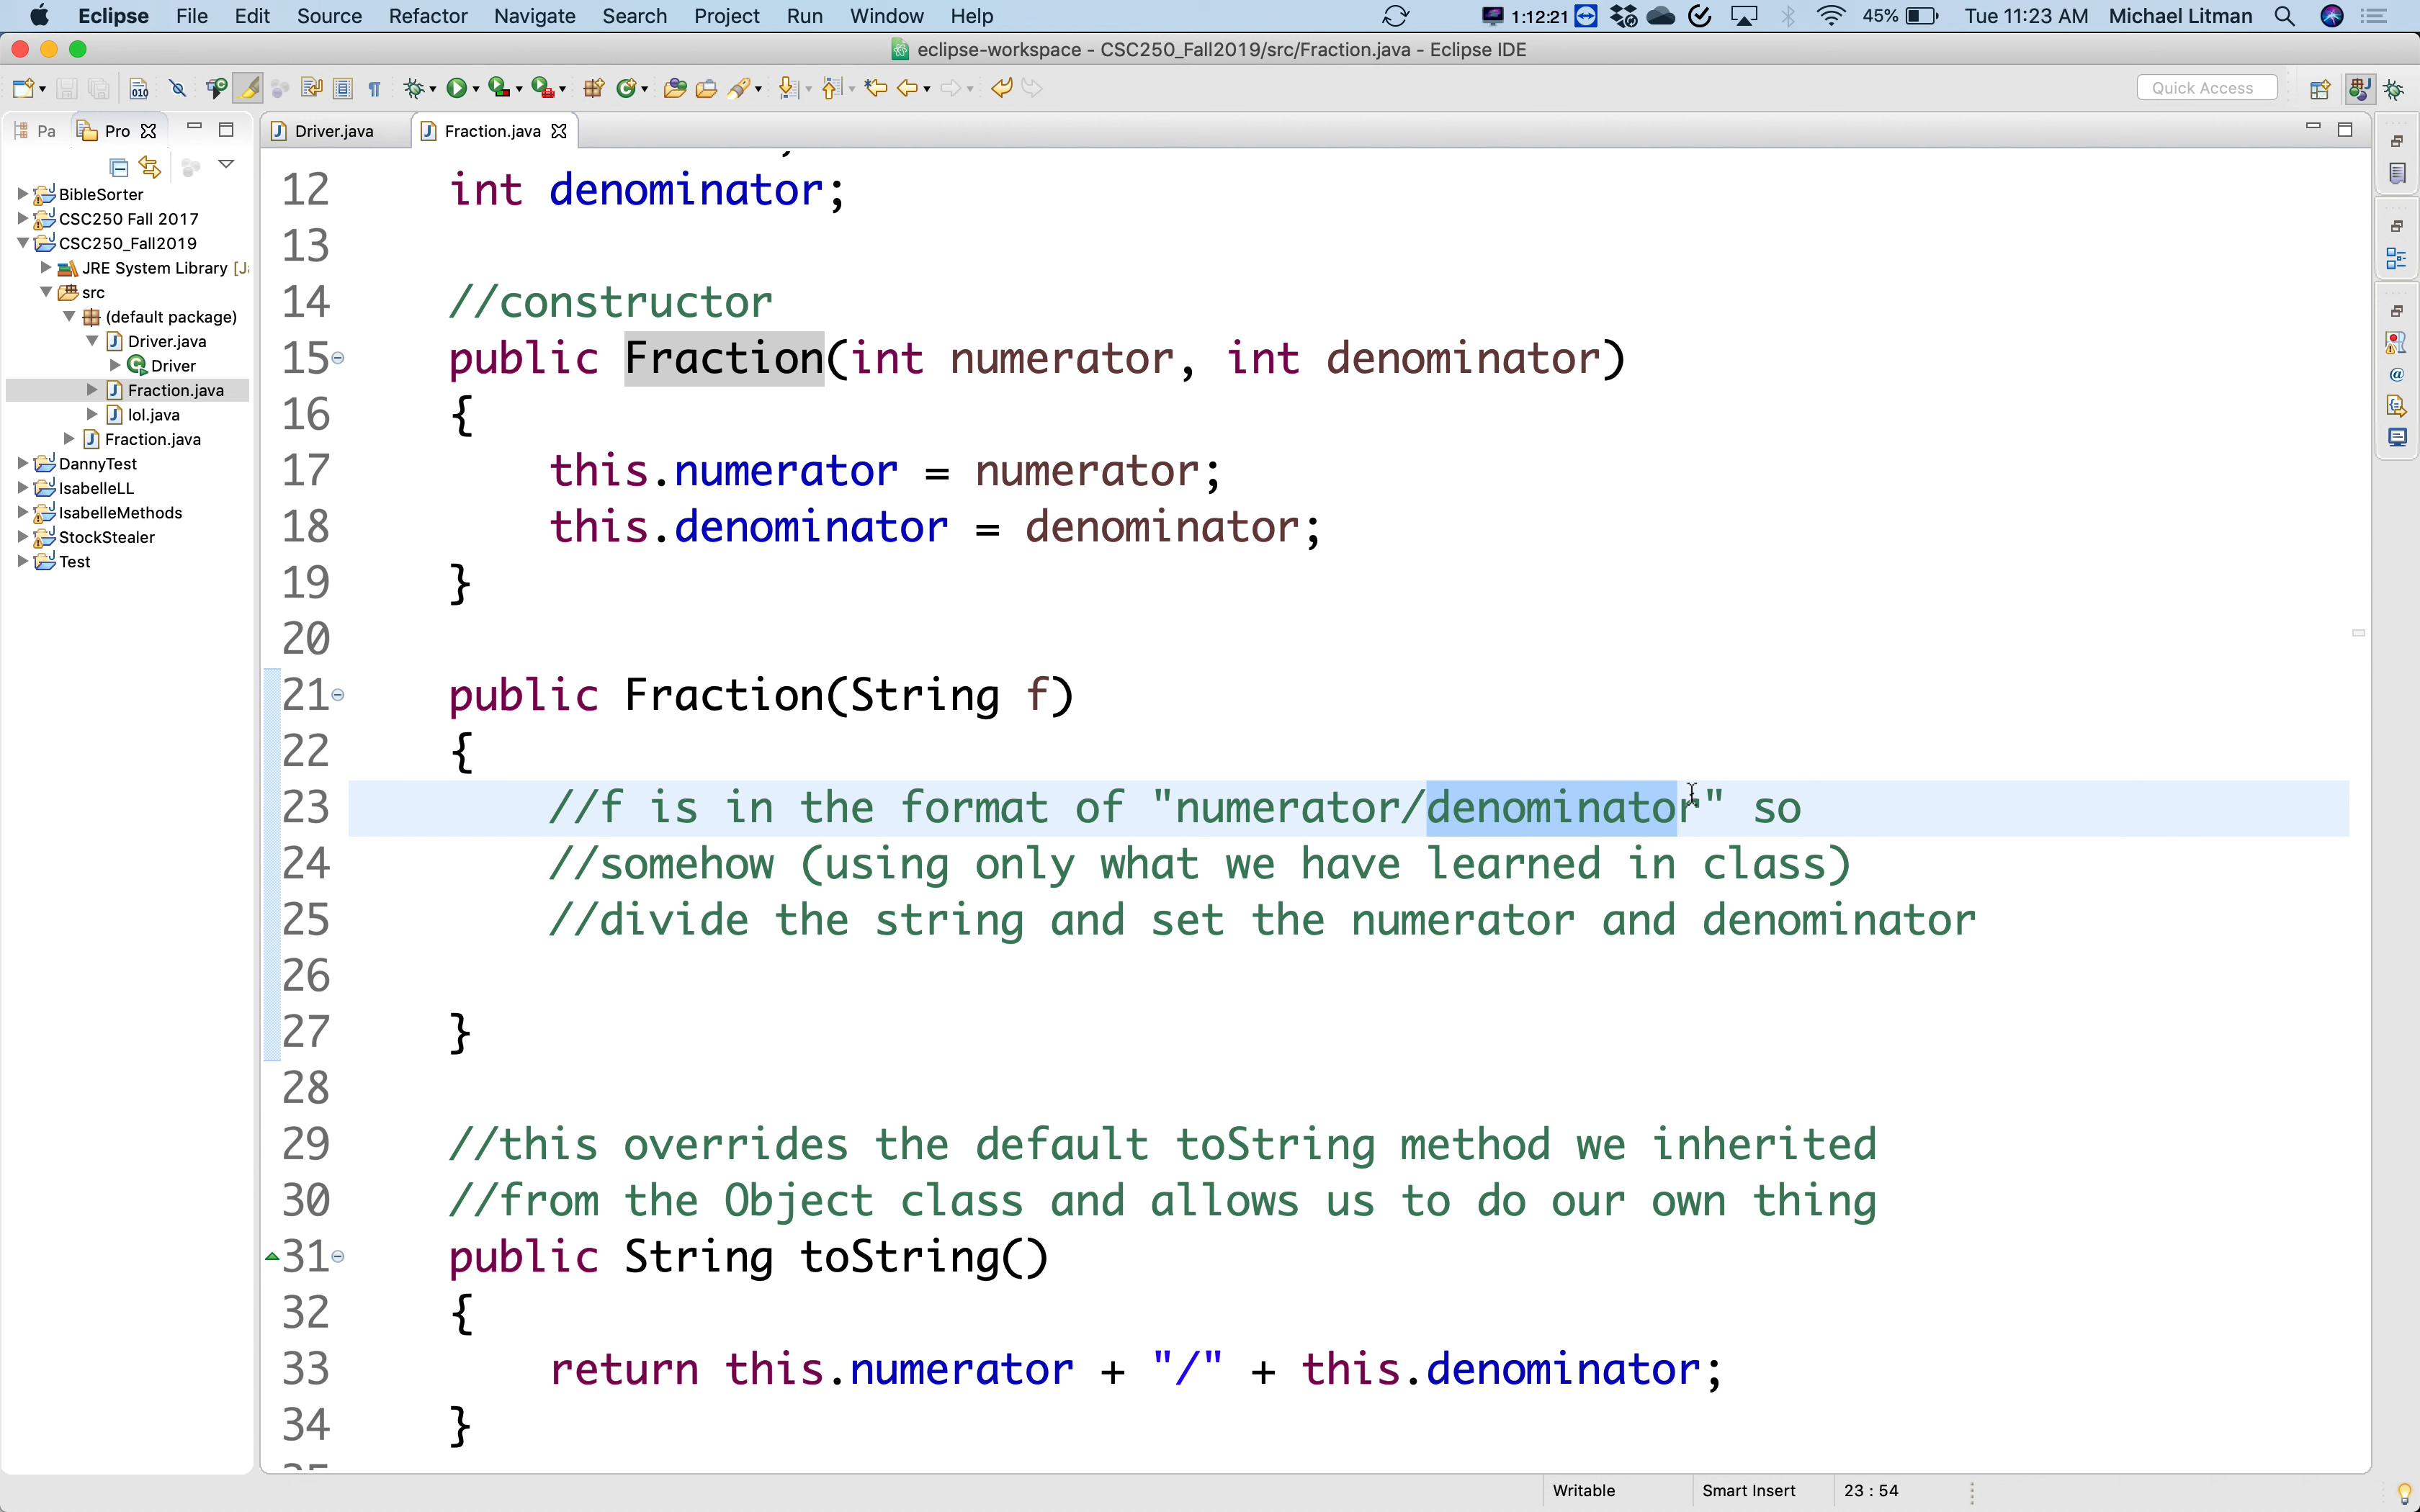 Eclipse File Edit Source Refactor Navigate Search Project Run Window Help 1:12:21 45% Tue 11:23 AM Michael Litman
eclipse-workspace - CSC250_Fall2019/src/Fraction.java - Eclipse IDE
Quick Access
Pa Pro Driver.java Fraction.java
BibleSorter
CSC250 Fall 2017
CSC250_Fall2019
JRE System Library [Ja
src
(default package)
Driver.java
Driver
Fraction.java
lol.java
Fraction.java
DannyTest
IsabelleLL
IsabelleMethods
StockStealer
Test
12 int denominator;
13
14 //constructor
15 public Fraction(int numerator, int denominator)
16 {
17 this.numerator = numerator;
18 this.denominator = denominator;
19 }
20
21 public Fraction(String f)
22 {
23 //f is in the format of "numerator/denominator" so
24 //somehow (using only what we have learned in class)
25 //divide the string and set the numerator and denominator
26
27 }
28
29 //this overrides the default toString method we inherited
30 //from the Object class and allows us to do our own thing
31 public String toString()
32 {
33 return this.numerator + "/" + this.denominator;
34 }
Writable Smart Insert 23 : 54